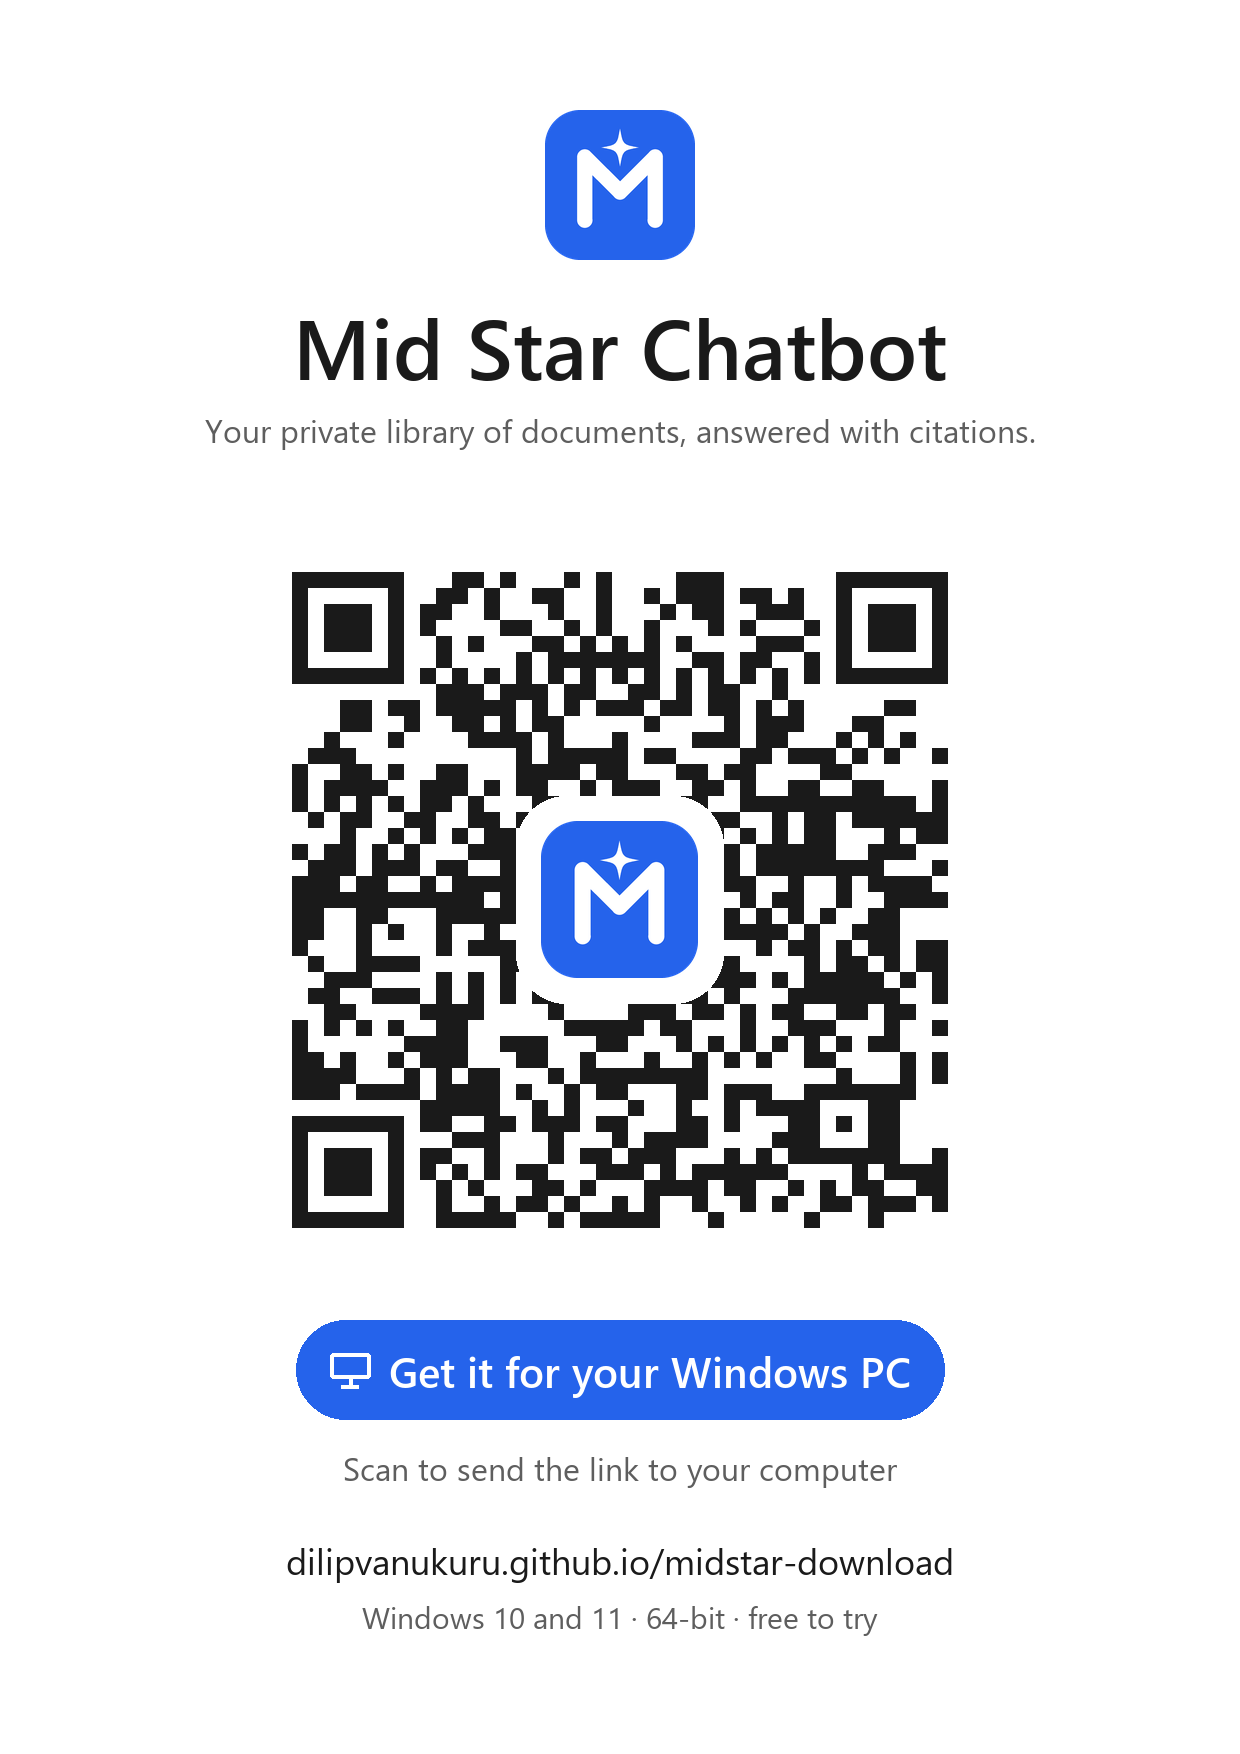 M
Mid Star Chatbot
Your private library of documents, answered with citations.
M
Get it for your Windows PC
Scan to send the link to your computer
dilipvanukuru.github.io/midstar-download
Windows 10 and 11 · 64-bit · free to try